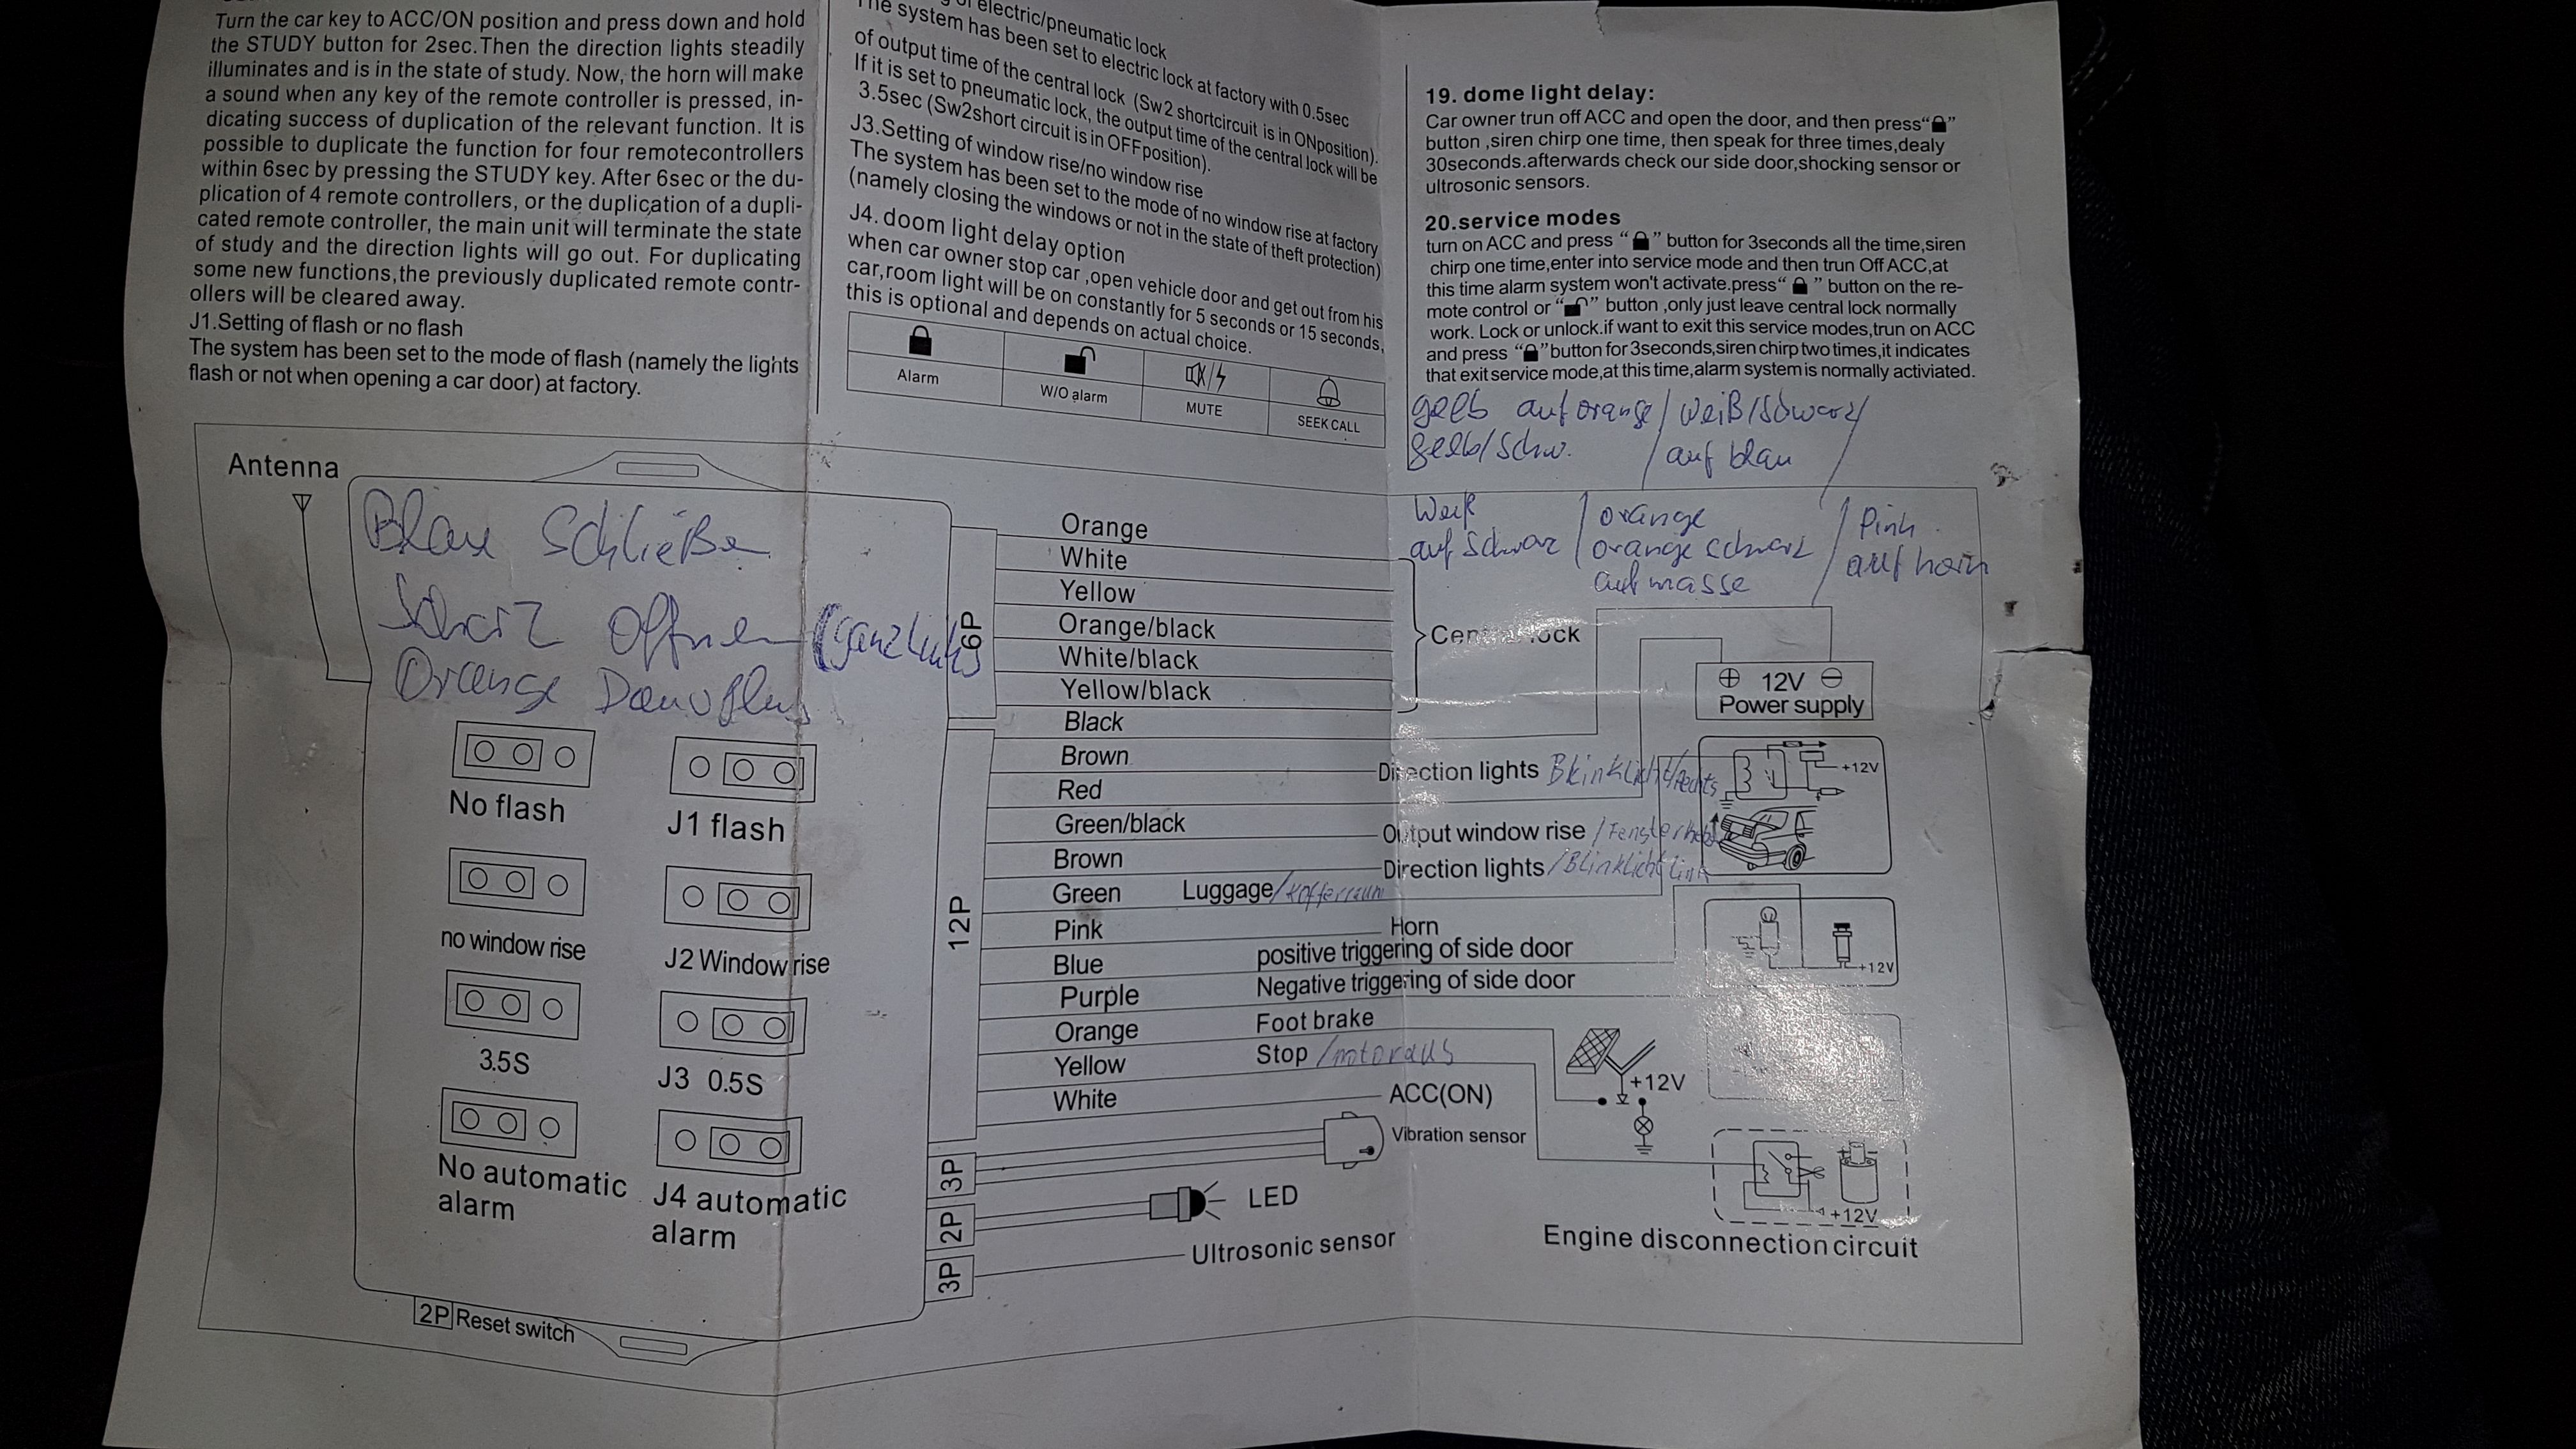 Turn the car key to ACC/ON position and press down and hold
the STUDY button for 2sec.Then the direction lights steadily
illuminates and is in the state of study. Now, the horn will make
a sound when any key of the remote controller is pressed, in-
dicating success of duplication of the relevant function. It is
possible to duplicate the function for four remotecontrollers
within 6sec by pressing the STUDY key. After 6sec or the du-
plication of 4 remote controllers, or the duplication of a dupli-
cated remote controller, the main unit will terminate the state
of study and the direction lights will go out. For duplicating
some new functions,the previously duplicated remote contr-
ollers will be cleared away.
J1.Setting of flash or no flash
The system has been set to the mode of flash (namely the lights
flash or not when opening a car door) at factory.
of electric/pneumatic lock
The system has been set to electric lock at factory with 0.5sec
of output time of the central lock (Sw2 shortcircuit is in ONposition).
If it is set to pneumatic lock, the output time of the central lock will be
3.5sec (Sw2short circuit is in OFFposition).
J3.Setting of window rise/no window rise
The system has been set to the mode of no window rise at factory
(namely closing the windows or not in the state of theft protection)
J4. doom light delay option
when car owner stop car ,open vehicle door and get out from his
car,room light will be on constantly for 5 seconds or 15 seconds,
this is optional and depends on actual choice.
Alarm
W/O alarm
MUTE
SEEK CALL
19. dome light delay:
Car owner trun off ACC and open the door, and then press“ ”
button ,siren chirp one time, then speak for three times,dealy
30seconds.afterwards check our side door,shocking sensor or
ultrosonic sensors.
20.service modes
turn on ACC and press “ ” button for 3seconds all the time,siren
chirp one time,enter into service mode and then trun Off ACC,at
this time alarm system won't activate.press“ ” button on the re-
mote control or “ ” button ,only just leave central lock normally
work. Lock or unlock.if want to exit this service modes,trun on ACC
and press “ ”button for 3seconds,siren chirp two times,it indicates
that exit service mode,at this time,alarm system is normally activiated.
gelb auf orange/ weiß/schwarz/
gelb/schw. / auf blau
Weiß
auf schwarz
/ orange
orange schwarz
auf masse
/ Pink
auf horn
Antenna
Blau Schließen
Öffnen (ganz links
Orange
6P
Orange
White
Yellow
Orange/black
White/black
Yellow/black
Central lock
12V
Power supply
12P
Black
Brown
Direction lights Blinklicht/Rechts
Red
Green/black
Output window rise /Fensterheber
Brown
Direction lights /Blinklicht link
Green
Luggage/Kofferraum
Pink
Horn
Blue
positive triggering of side door
Purple
Negative triggering of side door
Orange
Foot brake
Yellow
Stop /motoraus
White
ACC(ON)
+12V
+12V
+12V
+12V
3P
Vibration sensor
2P
LED
3P
Ultrosonic sensor
Engine disconnection circuit
No flash
J1 flash
no window rise
J2 Window rise
3.5S
J3 0.5S
No automatic
alarm
J4 automatic
alarm
2P Reset switch